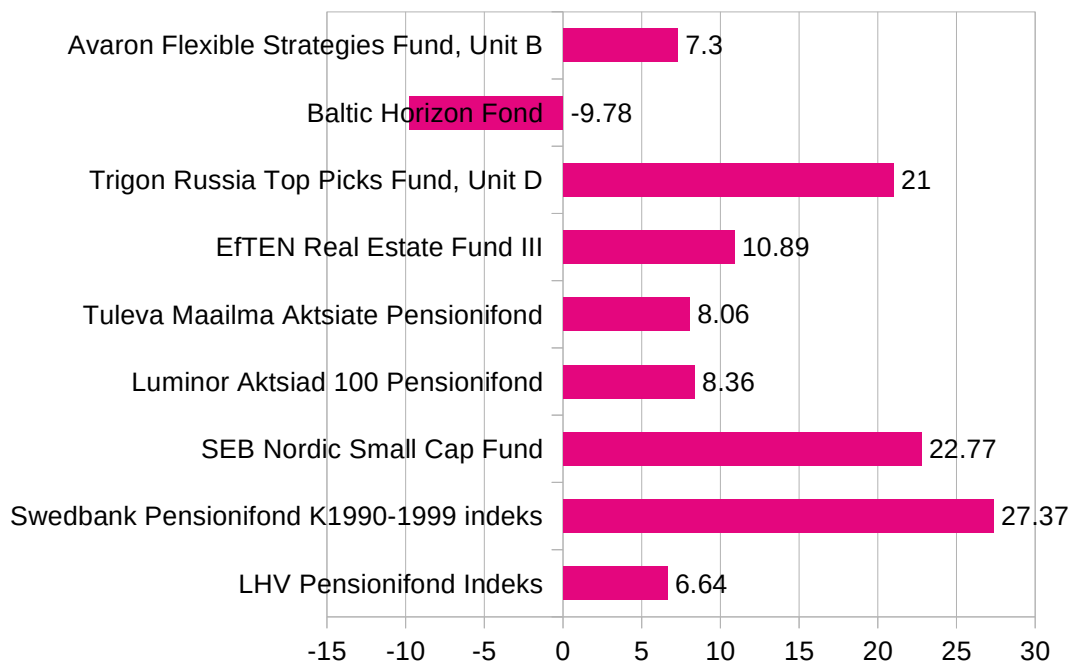 Avaron Flexible Strategies Fund, Unit B 7.3
Baltic Horizon Fond -9.78
Trigon Russia Top Picks Fund, Unit D 21
EfTEN Real Estate Fund III 10.89
Tuleva Maailma Aktsiate Pensionifond 8.06
Luminor Aktsiad 100 Pensionifond 8.36
SEB Nordic Small Cap Fund 22.77
Swedbank Pensionifond K1990-1999 indeks 27.37
LHV Pensionifond Indeks 6.64
-15 -10 -5 0 5 10 15 20 25 30